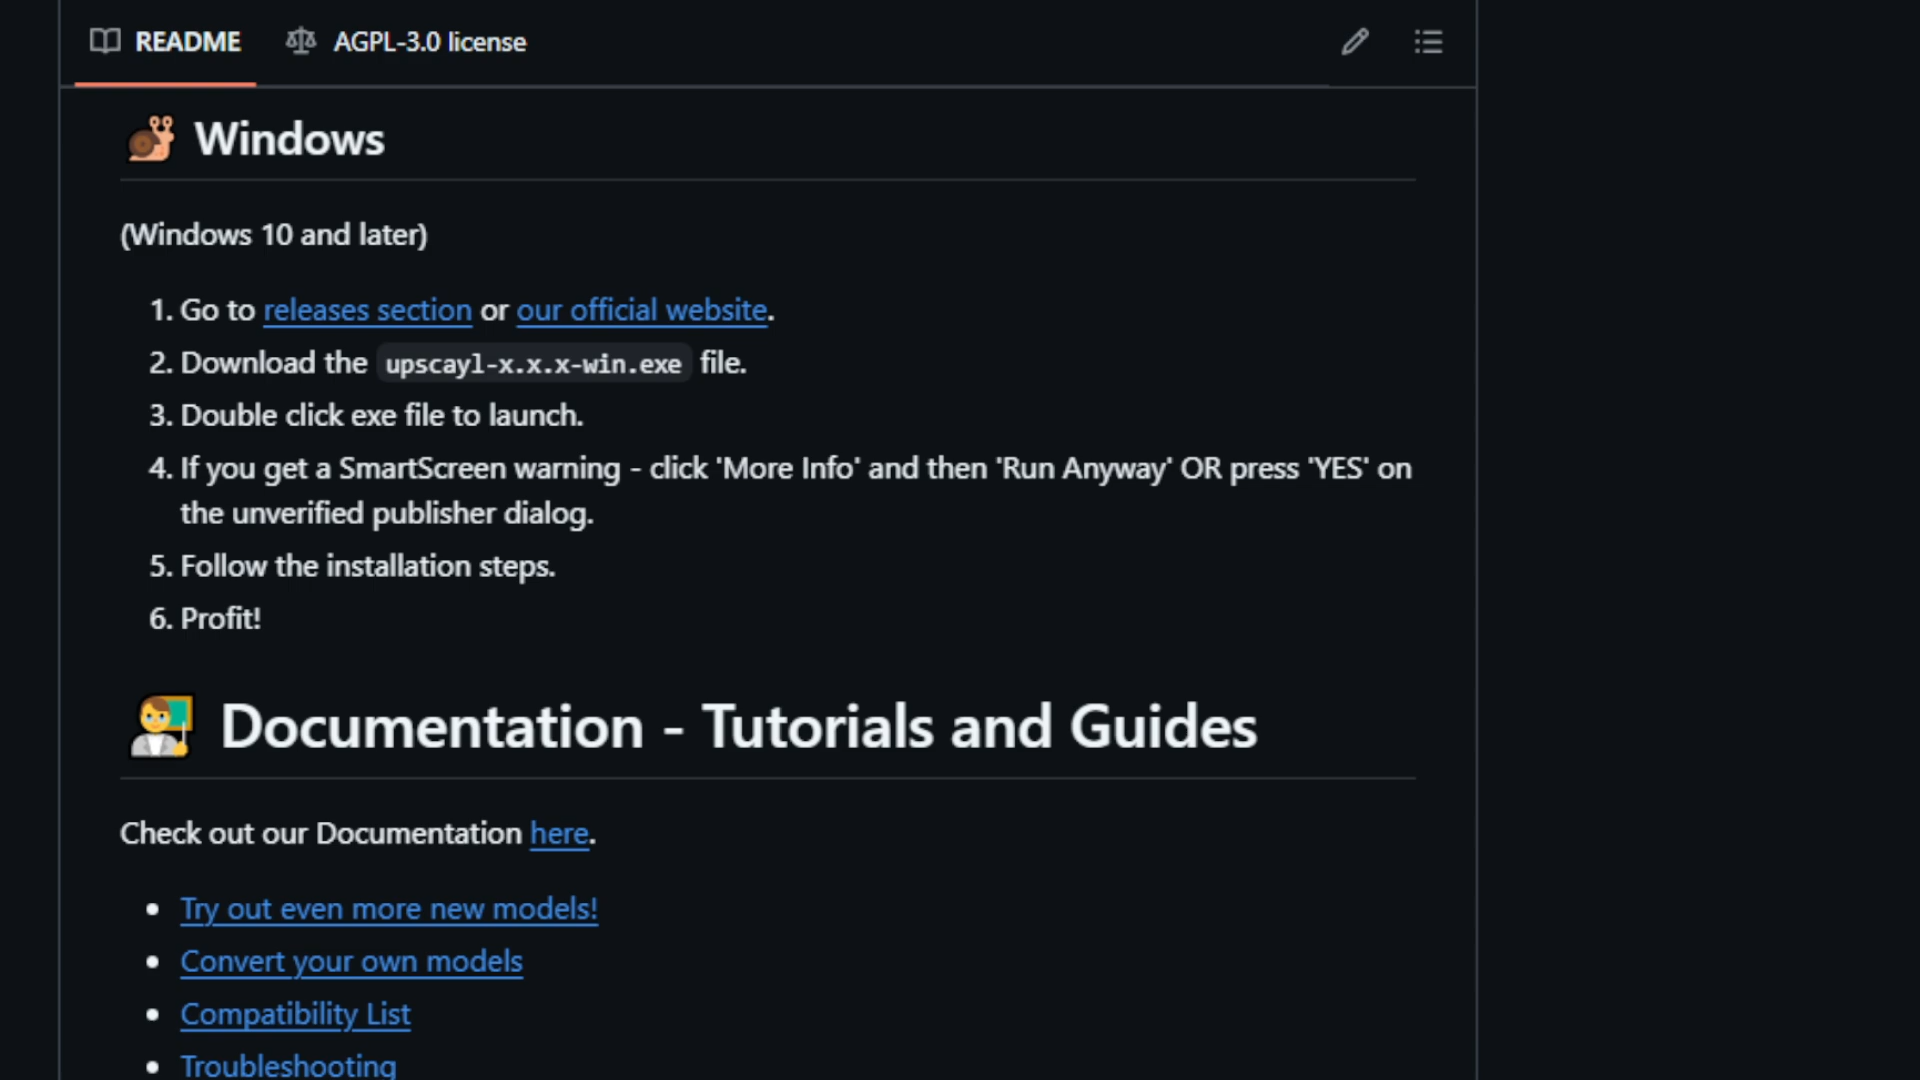 README AGPL-3.0 license
Windows
(Windows 10 and later)
1. Go to releases section or our official website.
2. Download the upscayl-x.x.x-win.exe file.
3. Double click exe file to launch.
4. If you get a SmartScreen warning - click 'More Info' and then 'Run Anyway' OR press 'YES' on
the unverified publisher dialog.
5. Follow the installation steps.
6. Profit!
Documentation - Tutorials and Guides
Check out our Documentation here.
• Try out even more new models!
• Convert your own models
• Compatibility List
• Troubleshooting